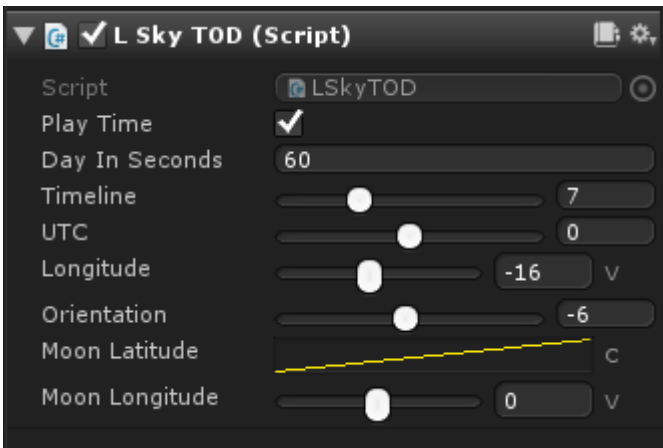 L Sky TOD (Script)
Script LSkyTOD
Play Time
Day In Seconds 60
Timeline 7
UTC 0
Longitude -16 V
Orientation -6
Moon Latitude C
Moon Longitude 0 V